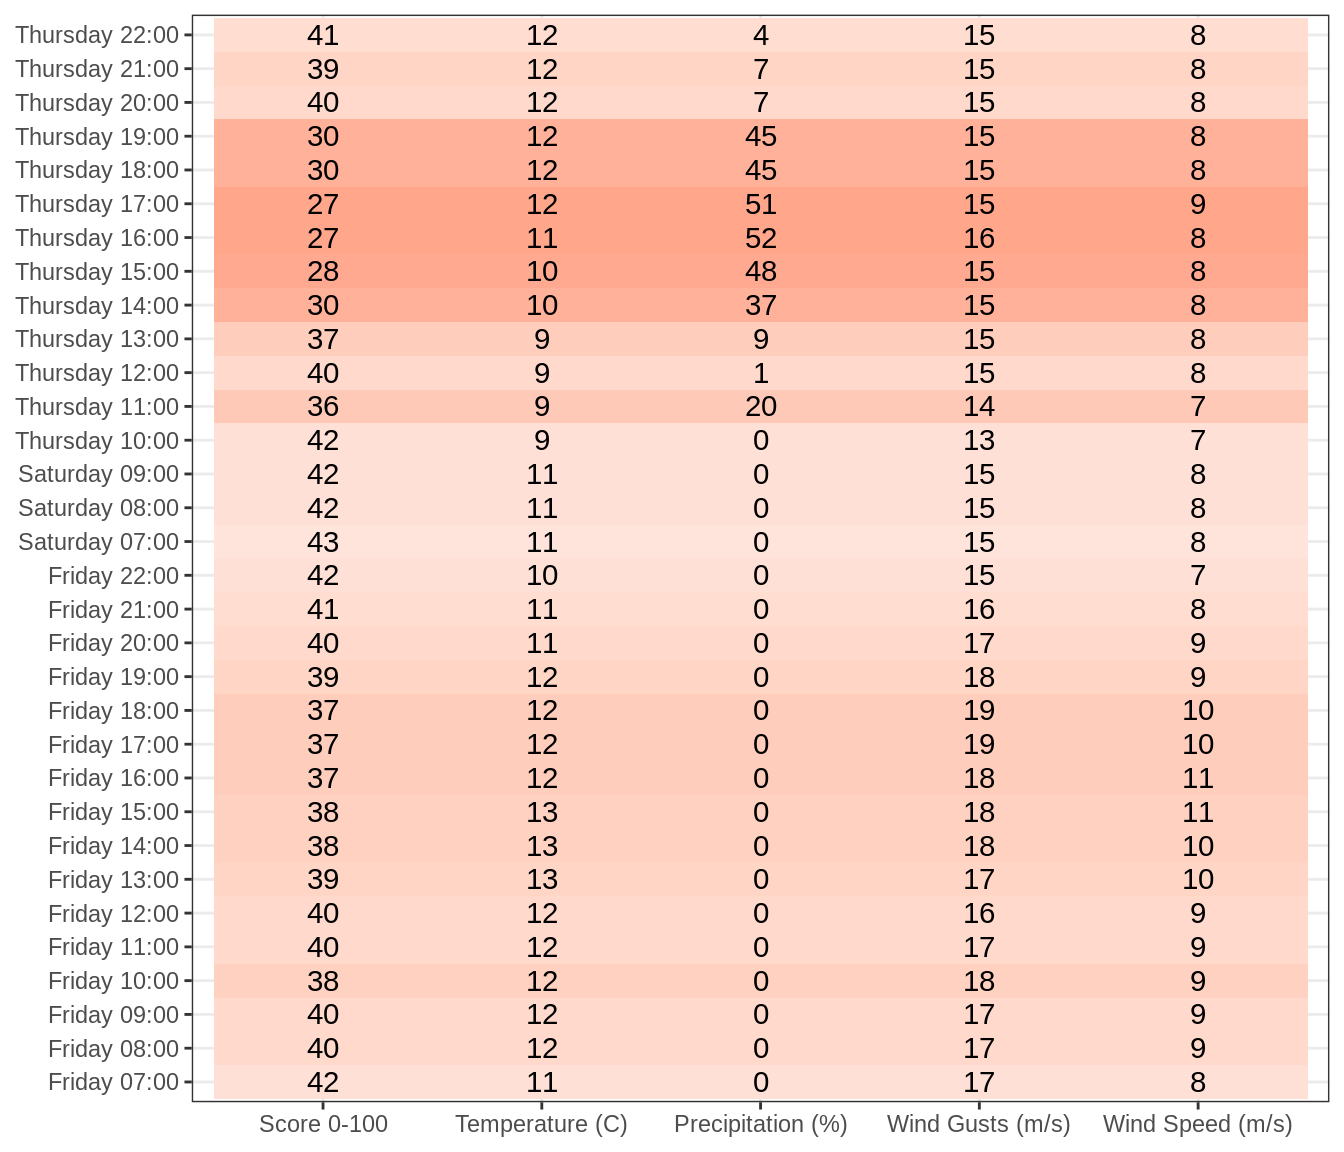 Thursday 22:00 41 12 4 15 8
Thursday 21:00 39 12 7 15 8
Thursday 20:00 40 12 7 15 8
Thursday 19:00 30 12 45 15 8
Thursday 18:00 30 12 45 15 8
Thursday 17:00 27 12 51 15 9
Thursday 16:00 27 11 52 16 8
Thursday 15:00 28 10 48 15 8
Thursday 14:00 30 10 37 15 8
Thursday 13:00 37 9 9 15 8
Thursday 12:00 40 9 1 15 8
Thursday 11:00 36 9 20 14 7
Thursday 10:00 42 9 0 13 7
Saturday 09:00 42 11 0 15 8
Saturday 08:00 42 11 0 15 8
Saturday 07:00 43 11 0 15 8
Friday 22:00 42 10 0 15 7
Friday 21:00 41 11 0 16 8
Friday 20:00 40 11 0 17 9
Friday 19:00 39 12 0 18 9
Friday 18:00 37 12 0 19 10
Friday 17:00 37 12 0 19 10
Friday 16:00 37 12 0 18 11
Friday 15:00 38 13 0 18 11
Friday 14:00 38 13 0 18 10
Friday 13:00 39 13 0 17 10
Friday 12:00 40 12 0 16 9
Friday 11:00 40 12 0 17 9
Friday 10:00 38 12 0 18 9
Friday 09:00 40 12 0 17 9
Friday 08:00 40 12 0 17 9
Friday 07:00 42 11 0 17 8
Score 0-100 Temperature (C) Precipitation (%) Wind Gusts (m/s) Wind Speed (m/s)